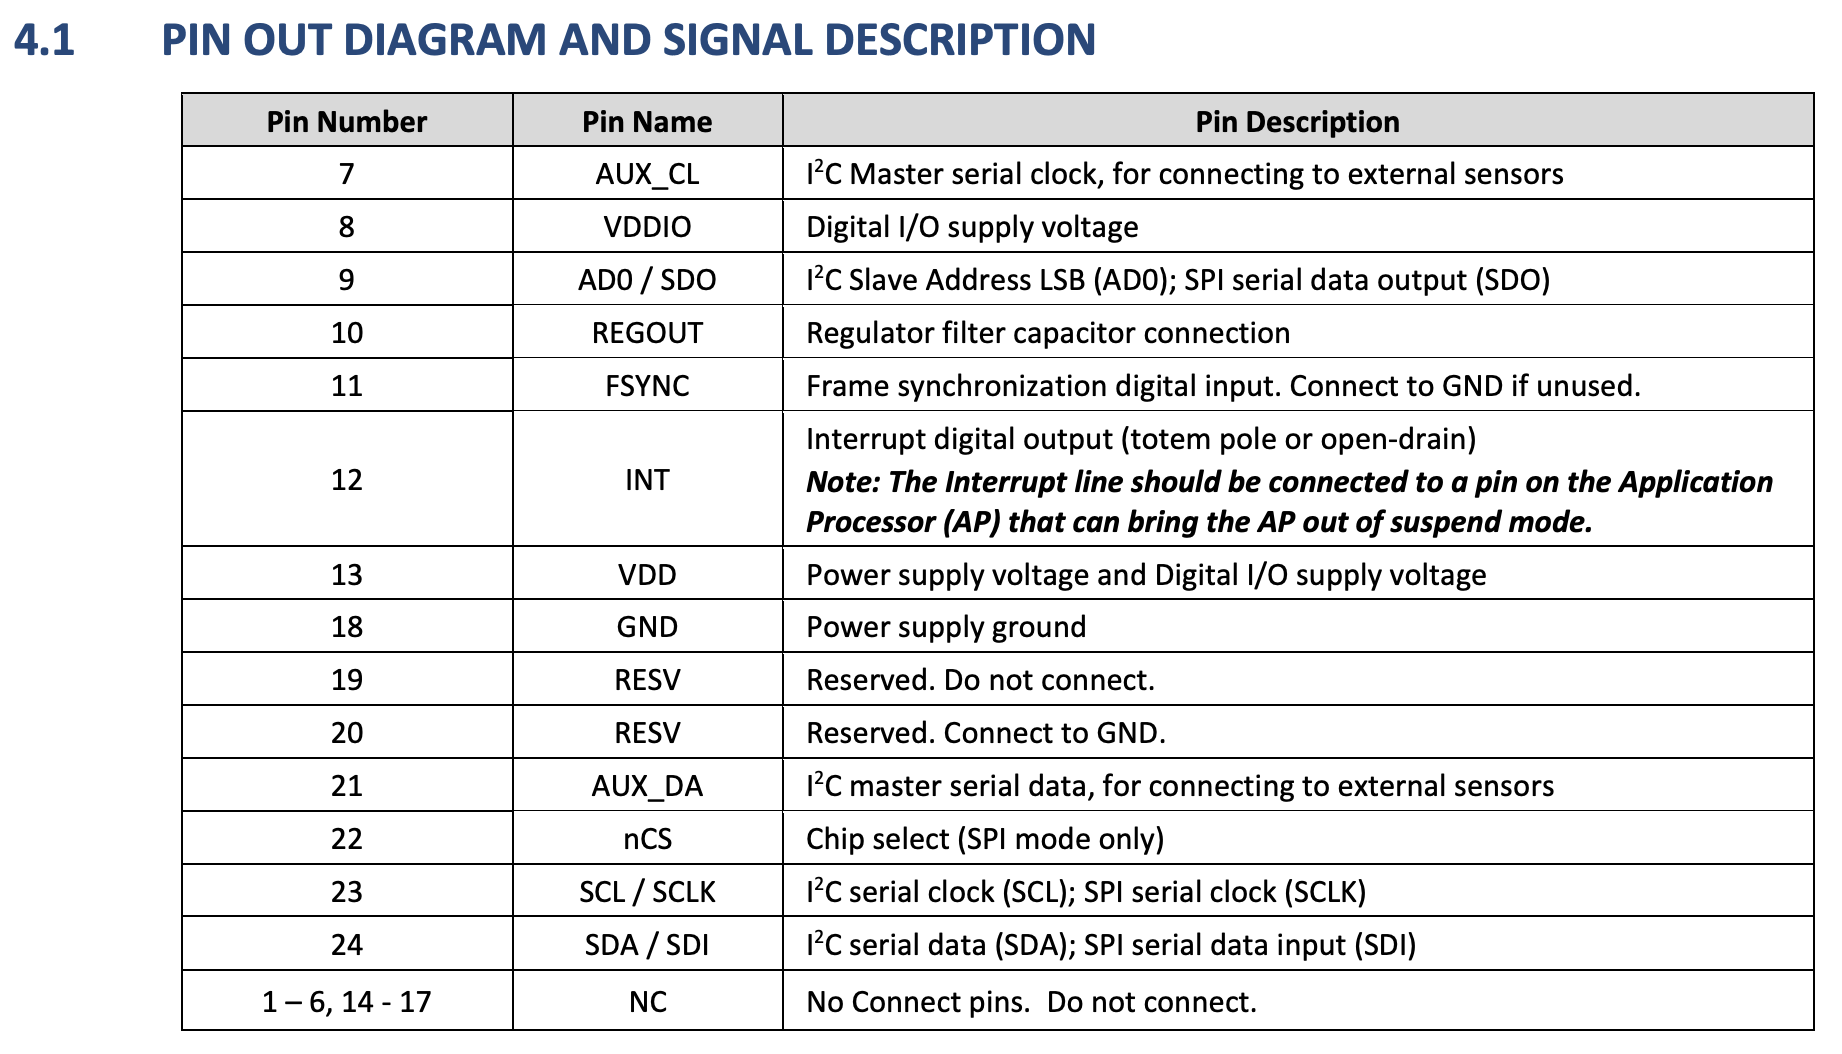 4.1 PIN OUT DIAGRAM AND SIGNAL DESCRIPTION
Pin Number Pin Name Pin Description
7 AUX_CL I²C Master serial clock, for connecting to external sensors
8 VDDIO Digital I/O supply voltage
9 AD0 / SDO I²C Slave Address LSB (AD0); SPI serial data output (SDO)
10 REGOUT Regulator filter capacitor connection
11 FSYNC Frame synchronization digital input. Connect to GND if unused.
12 INT Interrupt digital output (totem pole or open-drain)
Note: The Interrupt line should be connected to a pin on the Application
Processor (AP) that can bring the AP out of suspend mode.
13 VDD Power supply voltage and Digital I/O supply voltage
18 GND Power supply ground
19 RESV Reserved. Do not connect.
20 RESV Reserved. Connect to GND.
21 AUX_DA I²C master serial data, for connecting to external sensors
22 nCS Chip select (SPI mode only)
23 SCL / SCLK I²C serial clock (SCL); SPI serial clock (SCLK)
24 SDA / SDI I²C serial data (SDA); SPI serial data input (SDI)
1 – 6, 14 - 17 NC No Connect pins. Do not connect.